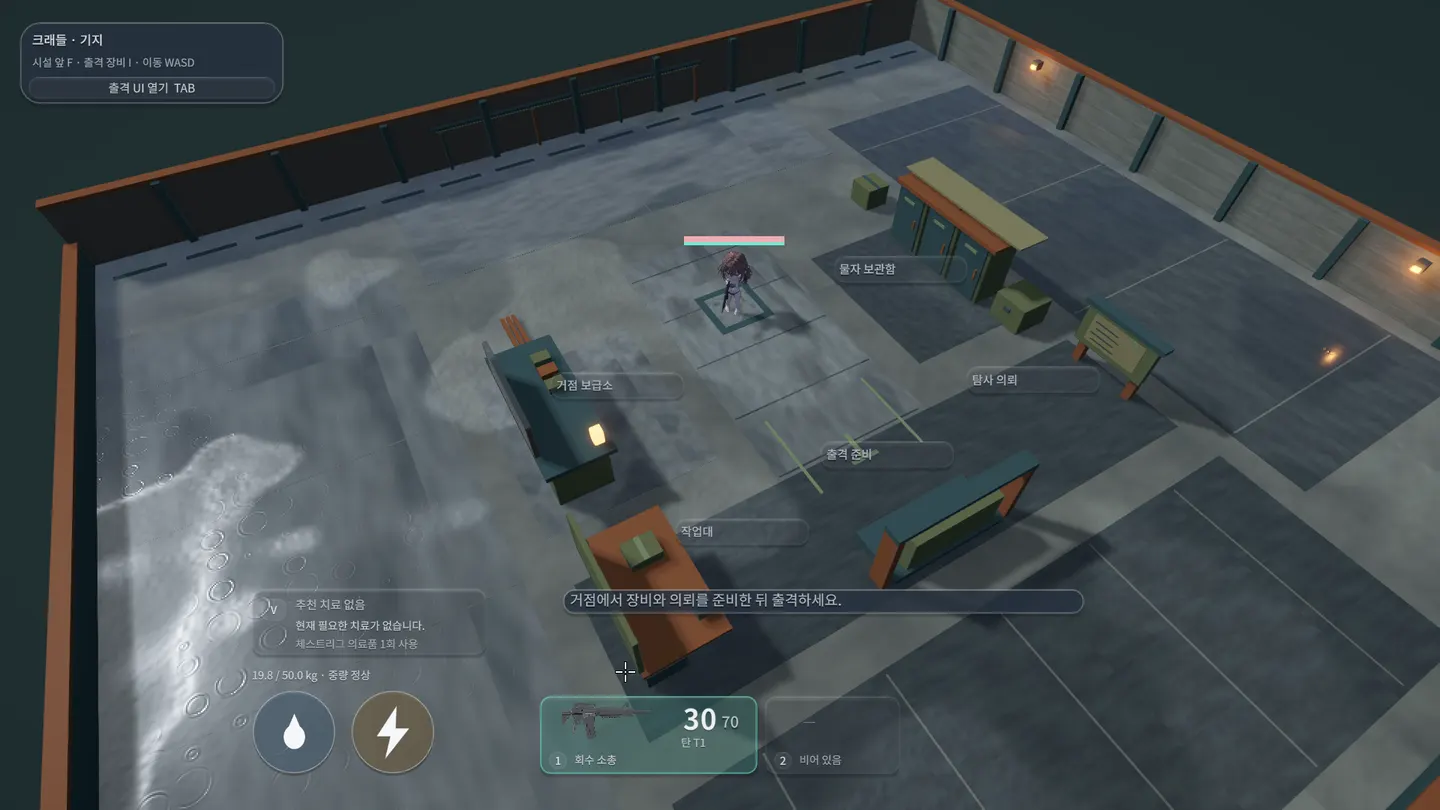 크래들 · 기지
시설 앞 F · 출격 장비 I · 이동 WASD
출격 UI 열기 TAB
물자 보관함
거점 보급소
탐사 의뢰
출격 준비
작업대
거점에서 장비와 의뢰를 준비한 뒤 출격하세요.
V 추천 치료 없음
현재 필요한 치료가 없습니다.
체스트리그 의료품 1회 사용
19.8 / 50.0 kg · 중량 정상
30 70
탄 T1
1 회수 소총
—
2 비어 있음